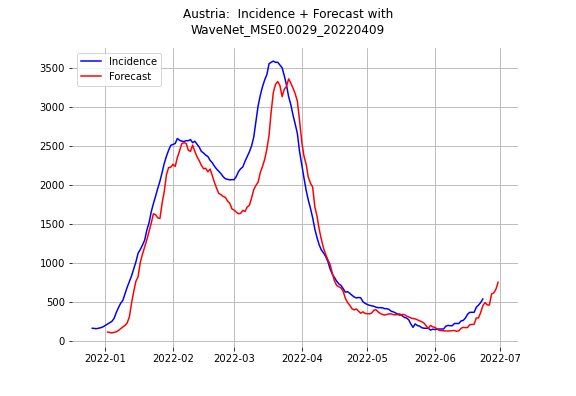 Austria:  Incidence + Forecast with
WaveNet_MSE0.0029_20220409
Incidence
Forecast
3500
3000
2500
2000
1500
1000
500
0
2022-01 2022-02 2022-03 2022-04 2022-05 2022-06 2022-07